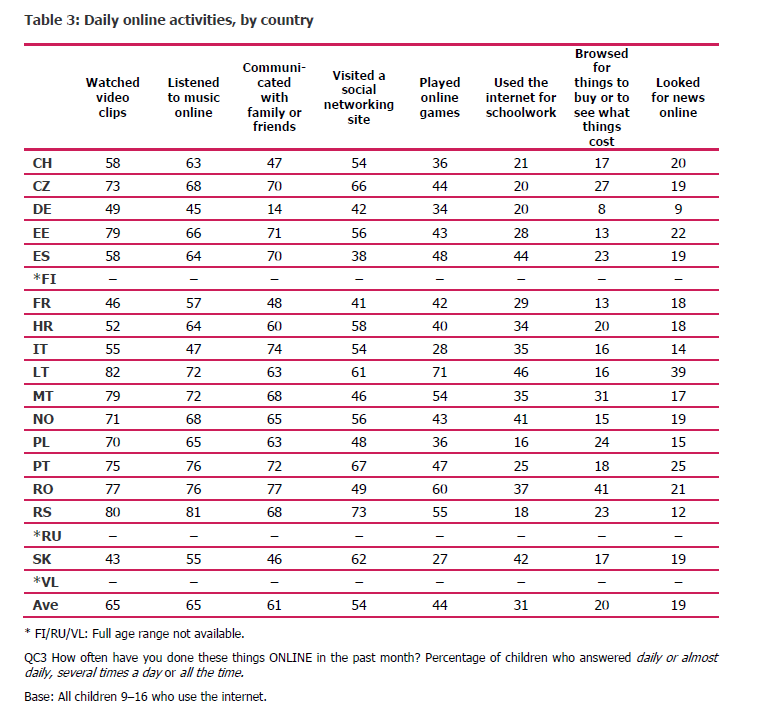 Table 3: Daily online activities, by country
Watched video clips Listened to music online Communi-cated with family or friends Visited a social networking site Played online games Used the internet for schoolwork Browsed for things to buy or to see what things cost Looked for news online
CH 58 63 47 54 36 21 17 20
CZ 73 68 70 66 44 20 27 19
DE 49 45 14 42 34 20 8 9
EE 79 66 71 56 43 28 13 22
ES 58 64 70 38 48 44 23 19
*FI – – – – – – – –
FR 46 57 48 41 42 29 13 18
HR 52 64 60 58 40 34 20 18
IT 55 47 74 54 28 35 16 14
LT 82 72 63 61 71 46 16 39
MT 79 72 68 46 54 35 31 17
NO 71 68 65 56 43 41 15 19
PL 70 65 63 48 36 16 24 15
PT 75 76 72 67 47 25 18 25
RO 77 76 77 49 60 37 41 21
RS 80 81 68 73 55 18 23 12
*RU – – – – – – – –
SK 43 55 46 62 27 42 17 19
*VL – – – – – – – –
Ave 65 65 61 54 44 31 20 19
* FI/RU/VL: Full age range not available.
QC3 How often have you done these things ONLINE in the past month? Percentage of children who answered daily or almost
daily, several times a day or all the time.
Base: All children 9–16 who use the internet.